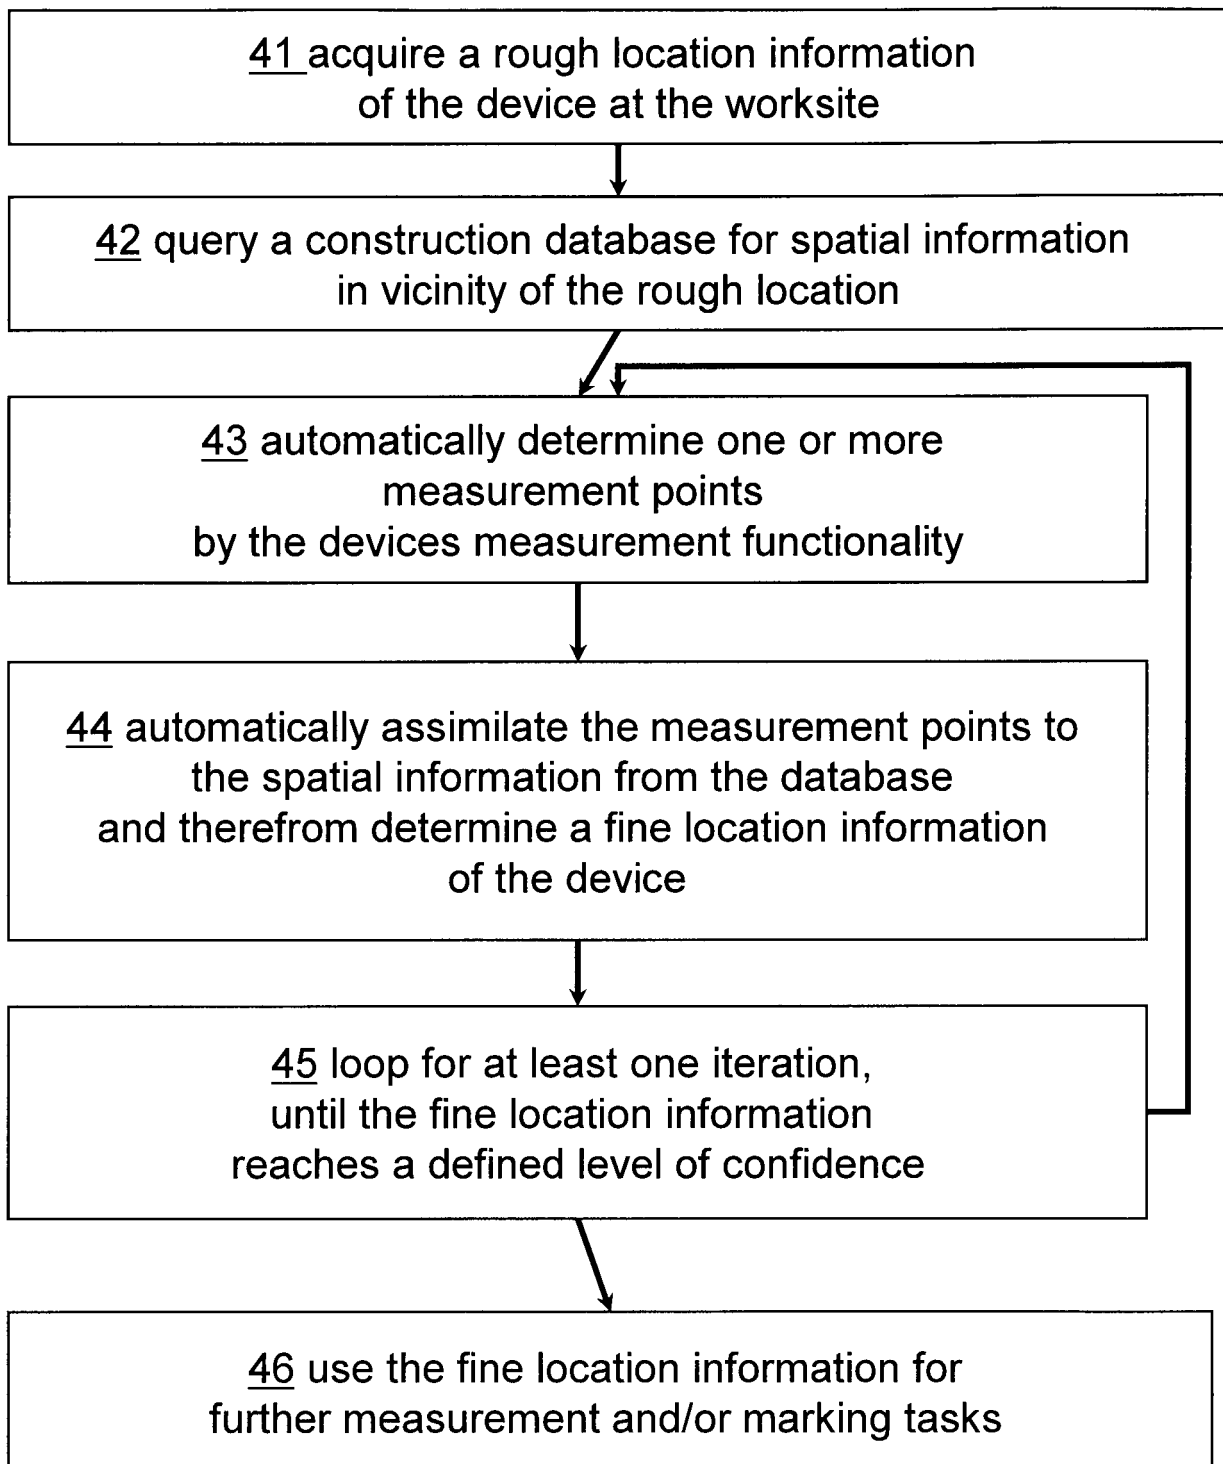 41 acquire a rough location information
of the device at the worksite
42 query a construction database for spatial information
in vicinity of the rough location
43 automatically determine one or more
measurement points
by the devices measurement functionality
44 automatically assimilate the measurement points to
the spatial information from the database
and therefrom determine a fine location information
of the device
45 loop for at least one iteration,
until the fine location information
reaches a defined level of confidence
46 use the fine location information for
further measurement and/or marking tasks